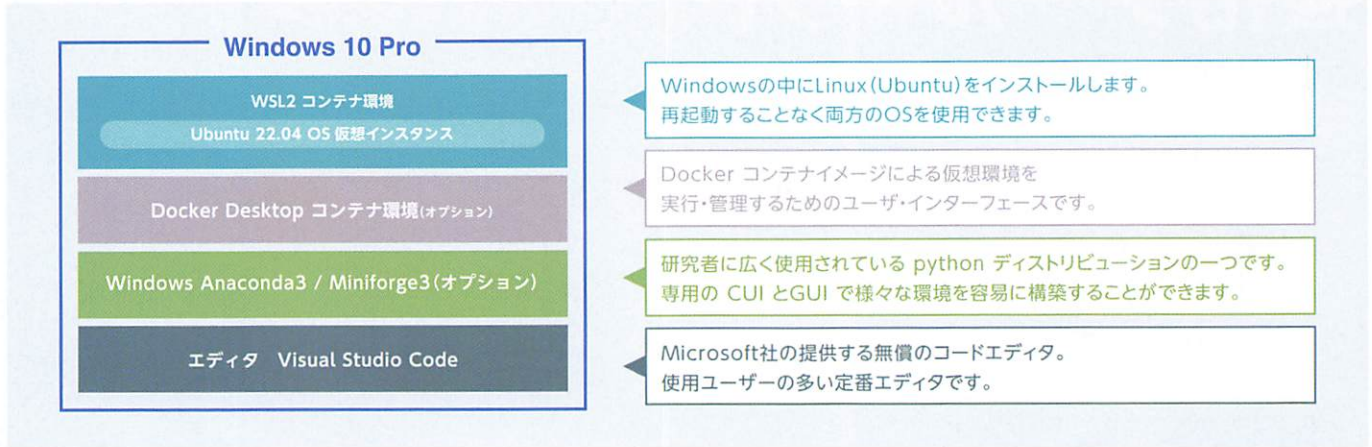 Windows 10 Pro
WSL2 コンテナ環境
Ubuntu 22.04 OS 仮想インスタンス
Windowsの中にLinux(Ubuntu)をインストールします。
再起動することなく両方のOSを使用できます。
Docker Desktop コンテナ環境(オプション)
Docker コンテナイメージによる仮想環境を
実行・管理するためのユーザ・インターフェースです。
Windows Anaconda3 / Miniforge3(オプション)
研究者に広く使用されている python ディストリビューションの一つです。
専用の CUI とGUI で様々な環境を容易に構築することができます。
エディタ Visual Studio Code
Microsoft社の提供する無償のコードエディタ。
使用ユーザーの多い定番エディタです。